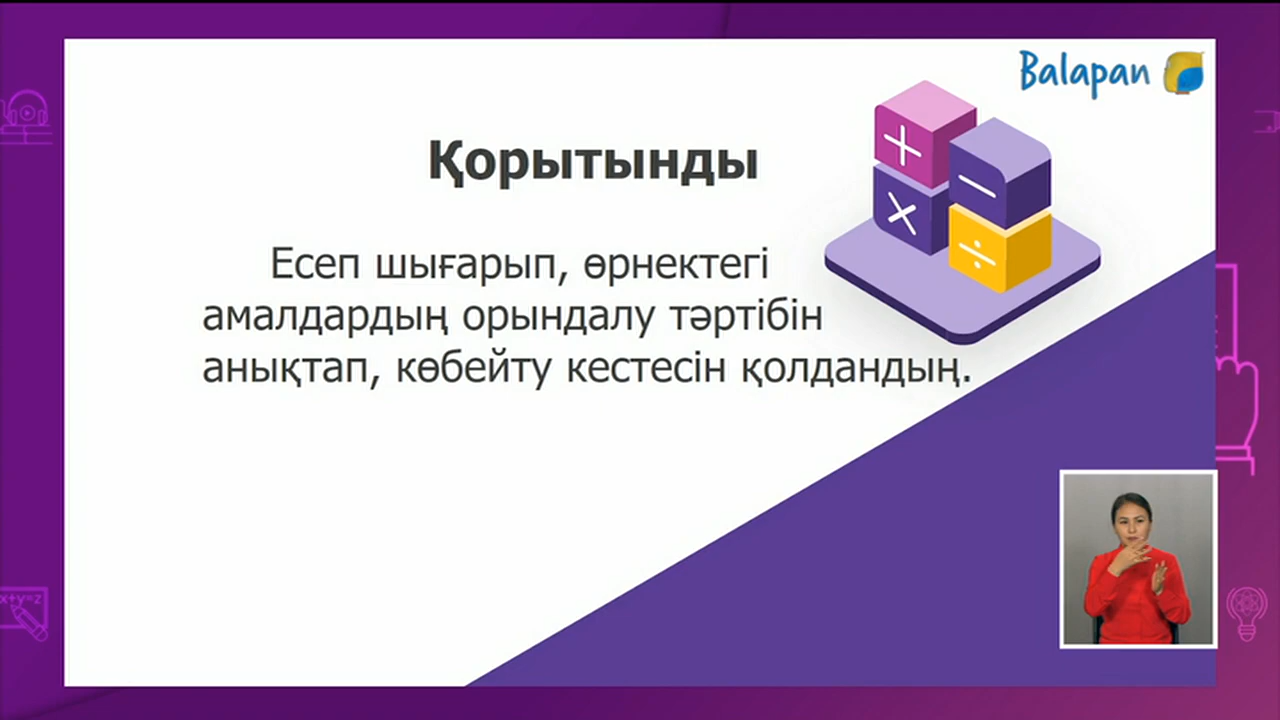 Balapan
Қорытынды
Есеп шығарып, өрнектегі
амалдардың орындалу тәртібін
анықтап, көбейту кестесін қолдандың.
x+y=z